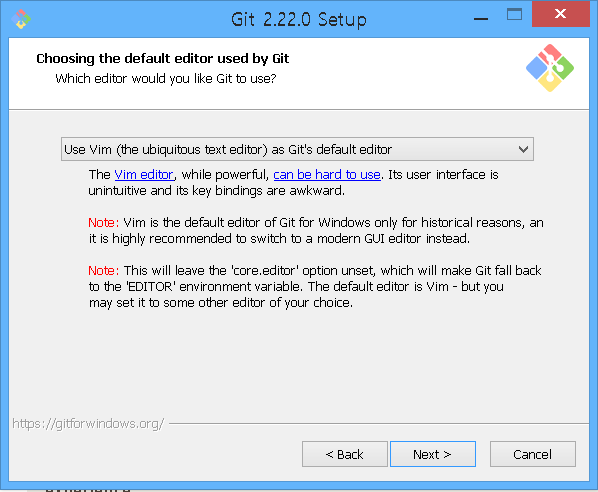 Git 2.22.0 Setup
Choosing the default editor used by Git
Which editor would you like Git to use?
Use Vim (the ubiquitous text editor) as Git's default editor
The Vim editor, while powerful, can be hard to use. Its user interface is
unintuitive and its key bindings are awkward.
Note: Vim is the default editor of Git for Windows only for historical reasons, an
it is highly recommended to switch to a modern GUI editor instead.
Note: This will leave the 'core.editor' option unset, which will make Git fall back
to the 'EDITOR' environment variable. The default editor is Vim - but you
may set it to some other editor of your choice.
https://gitforwindows.org/
< Back
Next >
Cancel